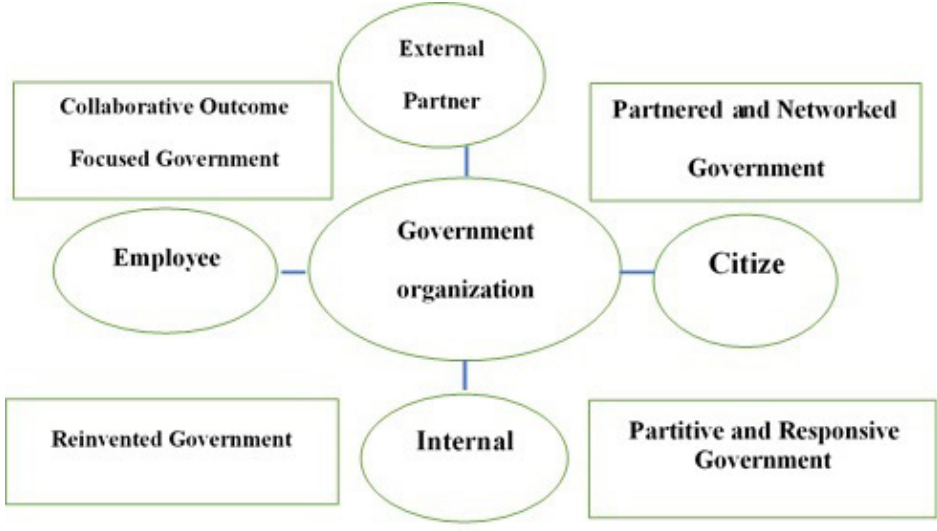 External
Partner
Collaborative Outcome
Focused Government
Partnered and Networked
Government
Employee
Government
organization
Citize
Reinvented Government
Internal
Partitive and Responsive
Government